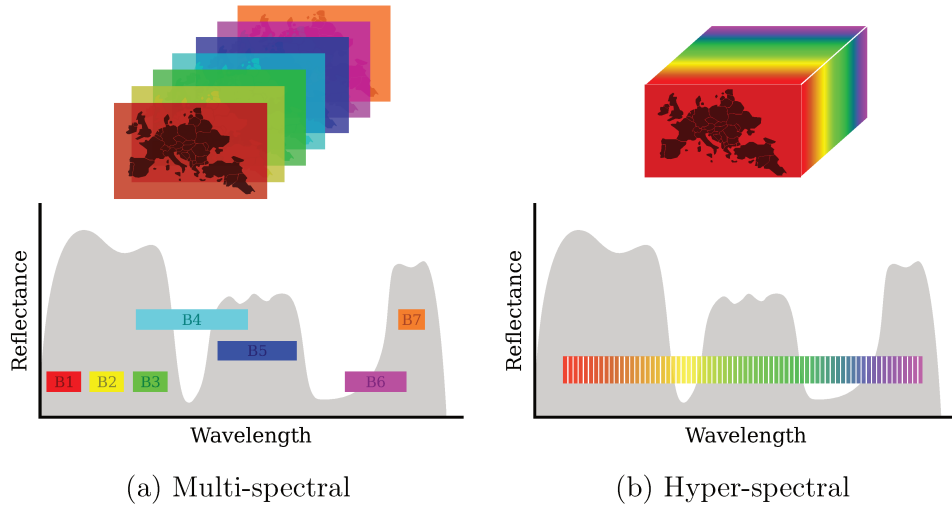 Reflectance
B4
B7
B5
B1
B2
B3
B6
Wavelength
(a) Multi-spectral
Reflectance
Wavelength
(b) Hyper-spectral